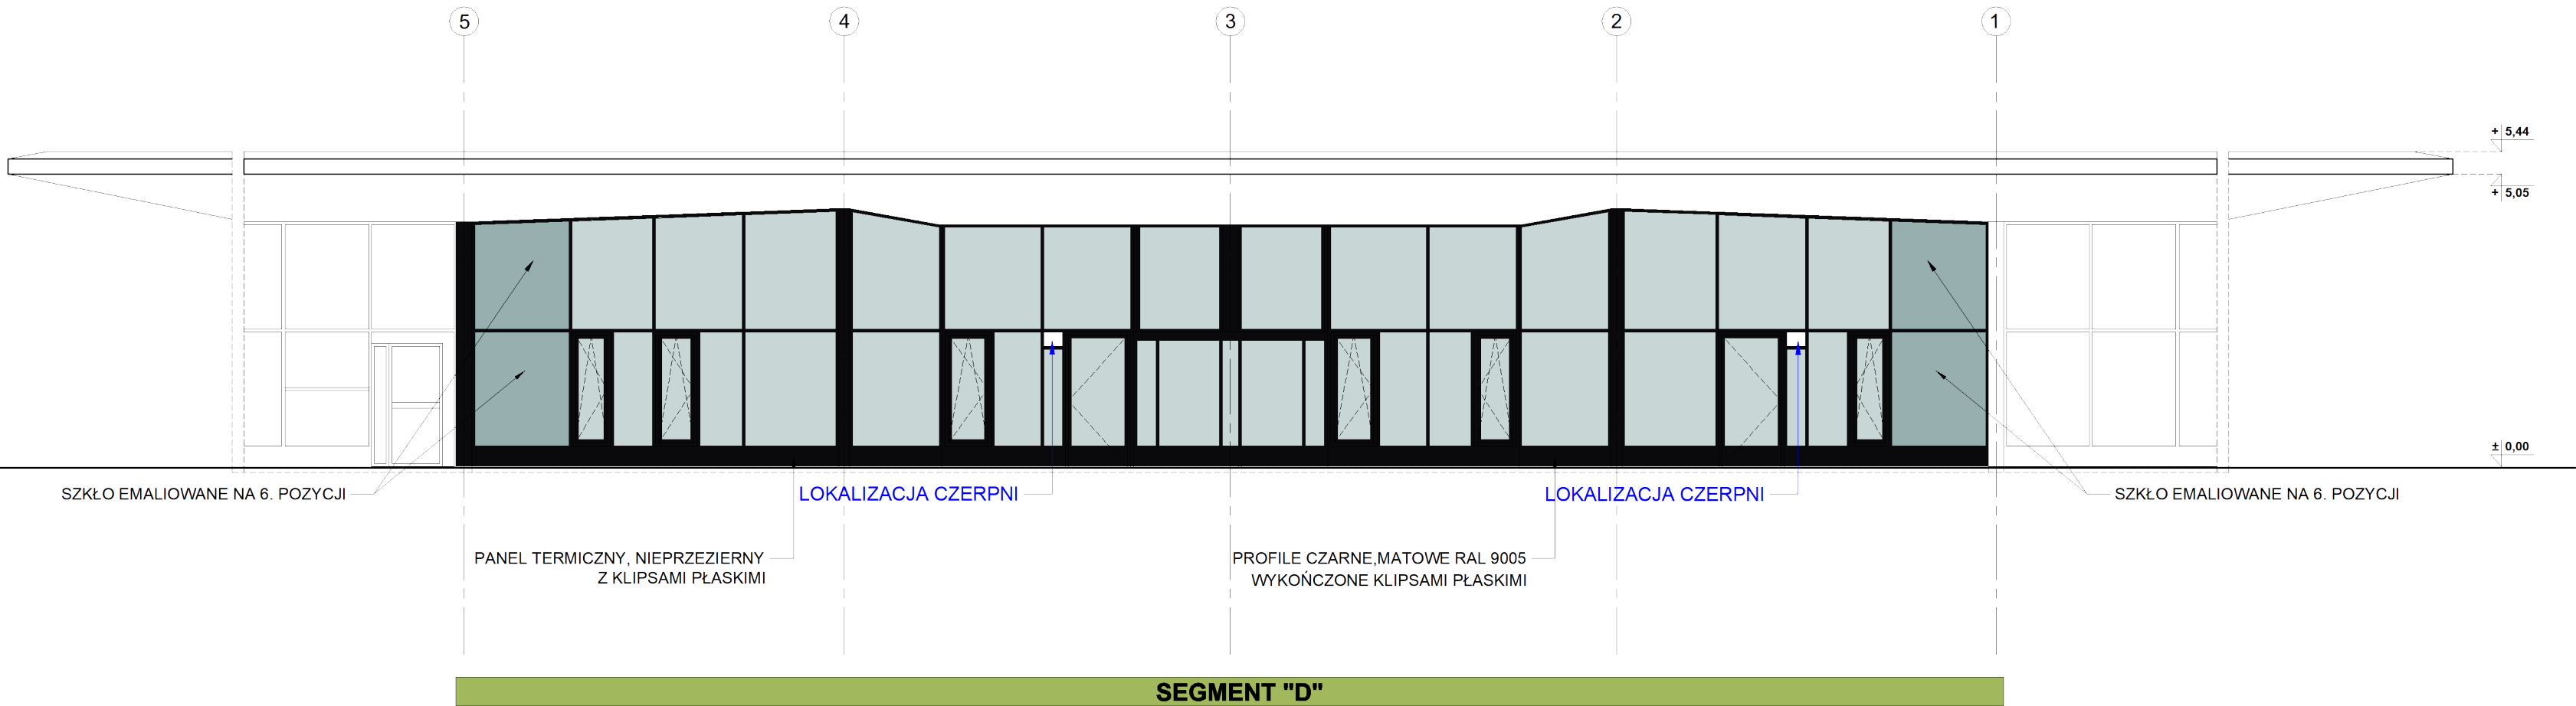 5
4
3
2
1
+ 5,44
+ 5,05
± 0,00
SZKŁO EMALIOWANE NA 6. POZYCJI
LOKALIZACJA CZERPNI
LOKALIZACJA CZERPNI
SZKŁO EMALIOWANE NA 6. POZYCJI
PANEL TERMICZNY, NIEPRZEZIERNY
Z KLIPSAMI PŁASKIMI
PROFILE CZARNE,MATOWE RAL 9005
WYKOŃCZONE KLIPSAMI PŁASKIMI
SEGMENT "D"